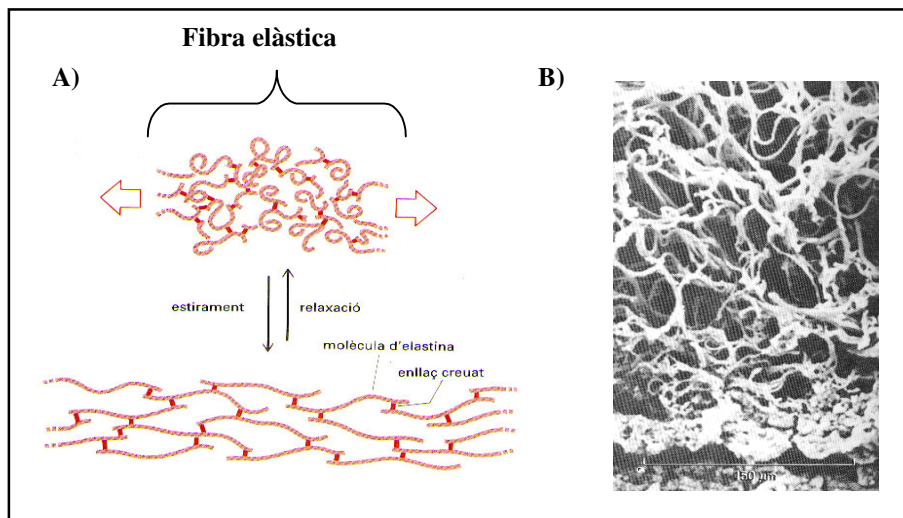 Fibra elàstica
A)
B)
estirament
relaxació
molècula d'elastina
enllaç creuat
150 µm